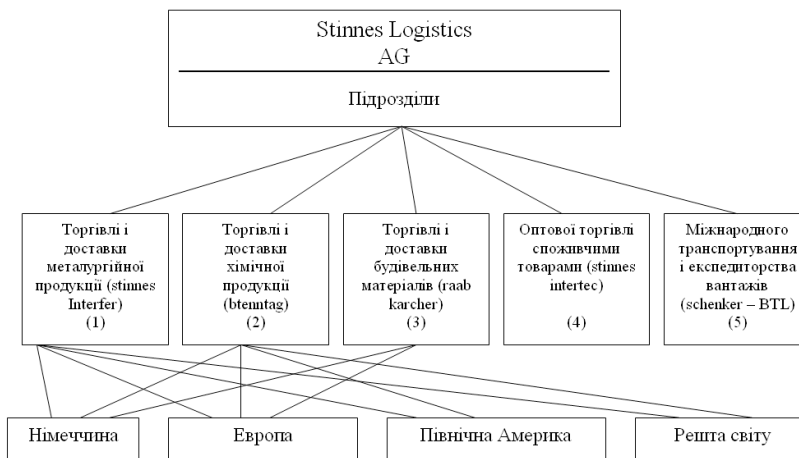 Stinnes Logistics
AG
Підрозділи
Торгівлі і
доставки
металургійної
продукції (stinnes
Interfer)
(1)
Торгівлі і
доставки
хімічної
продукції
(btenntag)
(2)
Торгівлі і
доставки
будівельних
матеріалів (raab
karcher)
(3)
Оптової торгівлі
споживчими
товарами (stinnes
intertec)
(4)
Міжнародного
транспортування
і експедиторства
вантажів
(schenker – BTL)
(5)
Німеччина
Европа
Північна Америка
Решта світу